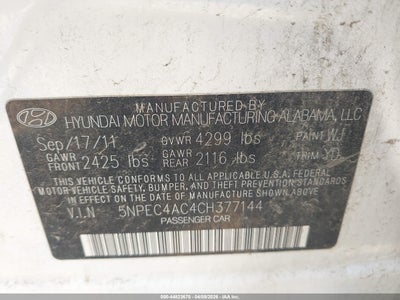 MANUFACTURED BY
HYUNDAI MOTOR MANUFACTURING ALABAMA, LLC
Sep/17/11 GVWR 4299 lbs PAINT W1
GAWR FRONT 2425 lbs GAWR REAR 2116 lbs TRIM YD
THIS VEHICLE CONFORMS TO ALL APPLICABLE U.S. FEDERAL
MOTOR VEHICLE SAFETY, BUMPER, AND THEFT PREVENTION STANDARDS
IN EFFECT ON THE DATE OF MANUFACTURE SHOWN ABOVE.
V.I.N 5NPEC4AC4CH377144
PASSENGER CAR